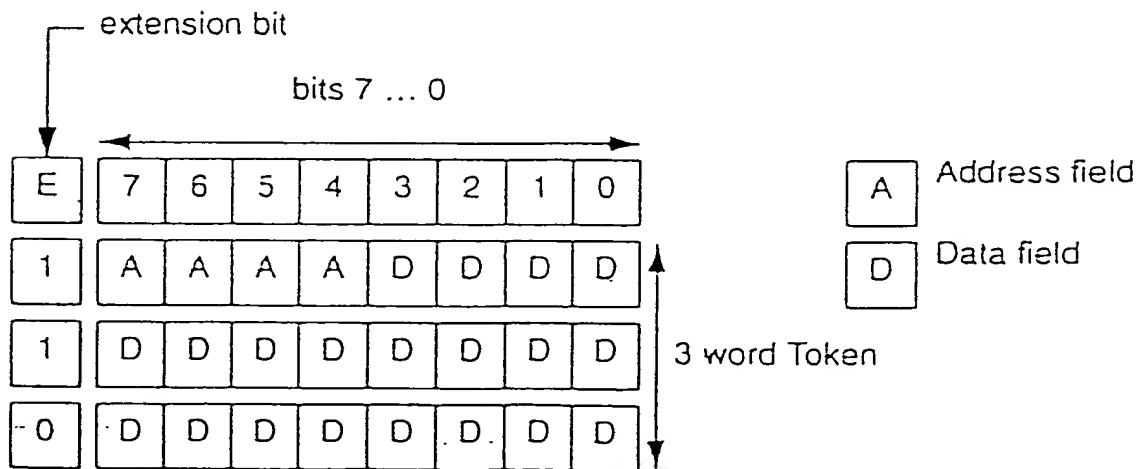 extension bit
bits 7 ... 0
E 7 6 5 4 3 2 1 0
A Address field
1 A A A A D D D D
D Data field
1 D D D D D D D D
3 word Token
0 D D D D D D D D